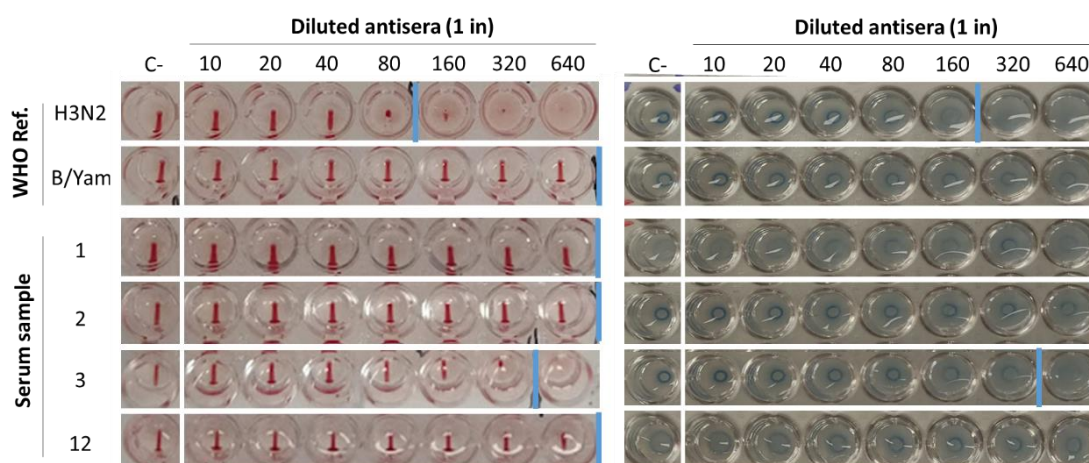 Diluted antisera (1 in)
C- 10 20 40 80 160 320 640
Diluted antisera (1 in)
C- 10 20 40 80 160 320 640
WHO Ref.
H3N2
B/Yam
Serum sample
1
2
3
12